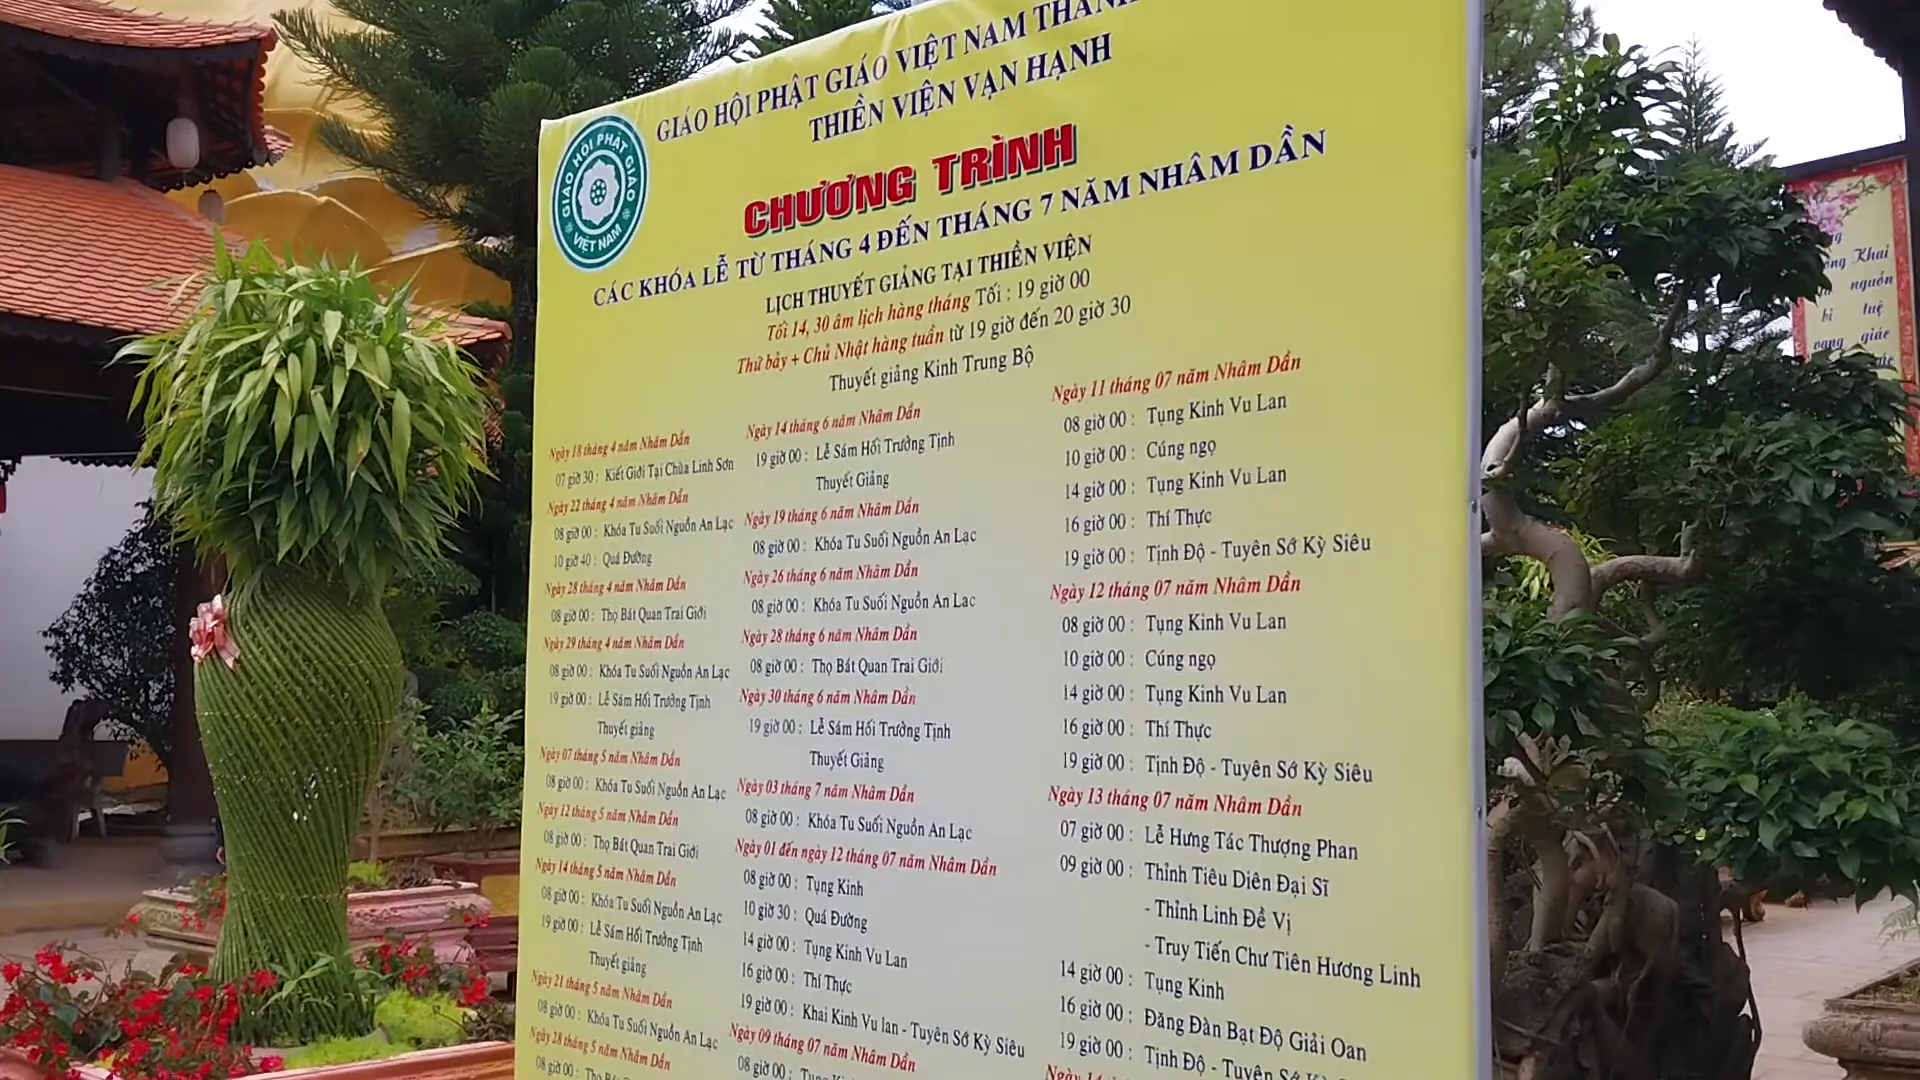 GIÁO HỘI PHẬT GIÁO VIỆT NAM THÀNH
THIỀN VIỆN VẠN HẠNH
GIÁO HỘI PHẬT GIÁO
VIỆT NAM
CHƯƠNG TRÌNH
CÁC KHÓA LỄ TỪ THÁNG 4 ĐẾN THÁNG 7 NĂM NHÂM DẦN
LỊCH THUYẾT GIẢNG TẠI THIỀN VIỆN
Tối 14, 30 âm lịch hàng tháng Tối : 19 giờ 00
Thứ bảy + Chủ Nhật hàng tuần từ 19 giờ đến 20 giờ 30
Thuyết giảng Kinh Trung Bộ
Ngày 18 tháng 4 năm Nhâm Dần
07 giờ 30 : Kiết Giới Tại Chùa Linh Sơn
Ngày 22 tháng 4 năm Nhâm Dần
08 giờ 00 : Khóa Tu Suối Nguồn An Lạc
10 giờ 40 : Quá Đường
Ngày 28 tháng 4 năm Nhâm Dần
08 giờ 00 : Thọ Bát Quan Trai Giới
Ngày 29 tháng 4 năm Nhâm Dần
08 giờ 00 : Khóa Tu Suối Nguồn An Lạc
19 giờ 00 : Lễ Sám Hối Trưởng Tịnh
Thuyết giảng
Ngày 07 tháng 5 năm Nhâm Dần
08 giờ 00 : Khóa Tu Suối Nguồn An Lạc
Ngày 12 tháng 5 năm Nhâm Dần
08 giờ 00 : Thọ Bát Quan Trai Giới
Ngày 14 tháng 5 năm Nhâm Dần
08 giờ 00 : Khóa Tu Suối Nguồn An Lạc
19 giờ 00 : Lễ Sám Hối Trưởng Tịnh
Thuyết giảng
Ngày 21 tháng 5 năm Nhâm Dần
08 giờ 00 : Khóa Tu Suối Nguồn An Lạc
Ngày 28 tháng 5 năm Nhâm Dần
08 giờ 00 : Thọ
Ngày 14 tháng 6 năm Nhâm Dần
19 giờ 00 : Lễ Sám Hối Trưởng Tịnh
Thuyết Giảng
Ngày 19 tháng 6 năm Nhâm Dần
08 giờ 00 : Khóa Tu Suối Nguồn An Lạc
Ngày 26 tháng 6 năm Nhâm Dần
08 giờ 00 : Khóa Tu Suối Nguồn An Lạc
Ngày 28 tháng 6 năm Nhâm Dần
08 giờ 00 : Thọ Bát Quan Trai Giới
Ngày 30 tháng 6 năm Nhâm Dần
19 giờ 00 : Lễ Sám Hối Trưởng Tịnh
Thuyết Giảng
Ngày 03 tháng 7 năm Nhâm Dần
08 giờ 00 : Khóa Tu Suối Nguồn An Lạc
Ngày 01 đến ngày 12 tháng 07 năm Nhâm Dần
08 giờ 00 : Tụng Kinh
10 giờ 30 : Quá Đường
14 giờ 00 : Tụng Kinh Vu Lan
16 giờ 00 : Thí Thực
19 giờ 00 : Khai Kinh Vu lan - Tuyên Sớ Kỳ Siêu
Ngày 09 tháng 07 năm Nhâm Dần
08 giờ 00 :
Ngày 11 tháng 07 năm Nhâm Dần
08 giờ 00 : Tụng Kinh Vu Lan
10 giờ 00 : Cúng ngọ
14 giờ 00 : Tụng Kinh Vu Lan
16 giờ 00 : Thí Thực
19 giờ 00 : Tịnh Độ - Tuyên Sớ Kỳ Siêu
Ngày 12 tháng 07 năm Nhâm Dần
08 giờ 00 : Tụng Kinh Vu Lan
10 giờ 00 : Cúng ngọ
14 giờ 00 : Tụng Kinh Vu Lan
16 giờ 00 : Thí Thực
19 giờ 00 : Tịnh Độ - Tuyên Sớ Kỳ Siêu
Ngày 13 tháng 07 năm Nhâm Dần
07 giờ 00 : Lễ Hưng Tác Thượng Phan
09 giờ 00 : Thỉnh Tiêu Diên Đại Sĩ
- Thỉnh Linh Đề Vị
- Truy Tiến Chư Tiên Hương Linh
14 giờ 00 : Tụng Kinh
16 giờ 00 : Đăng Đàn Bạt Độ Giải Oan
19 giờ 00 : Tịnh Độ - Tuyên Sớ Kỳ
Khai
nguồn
bi tuệ
giác